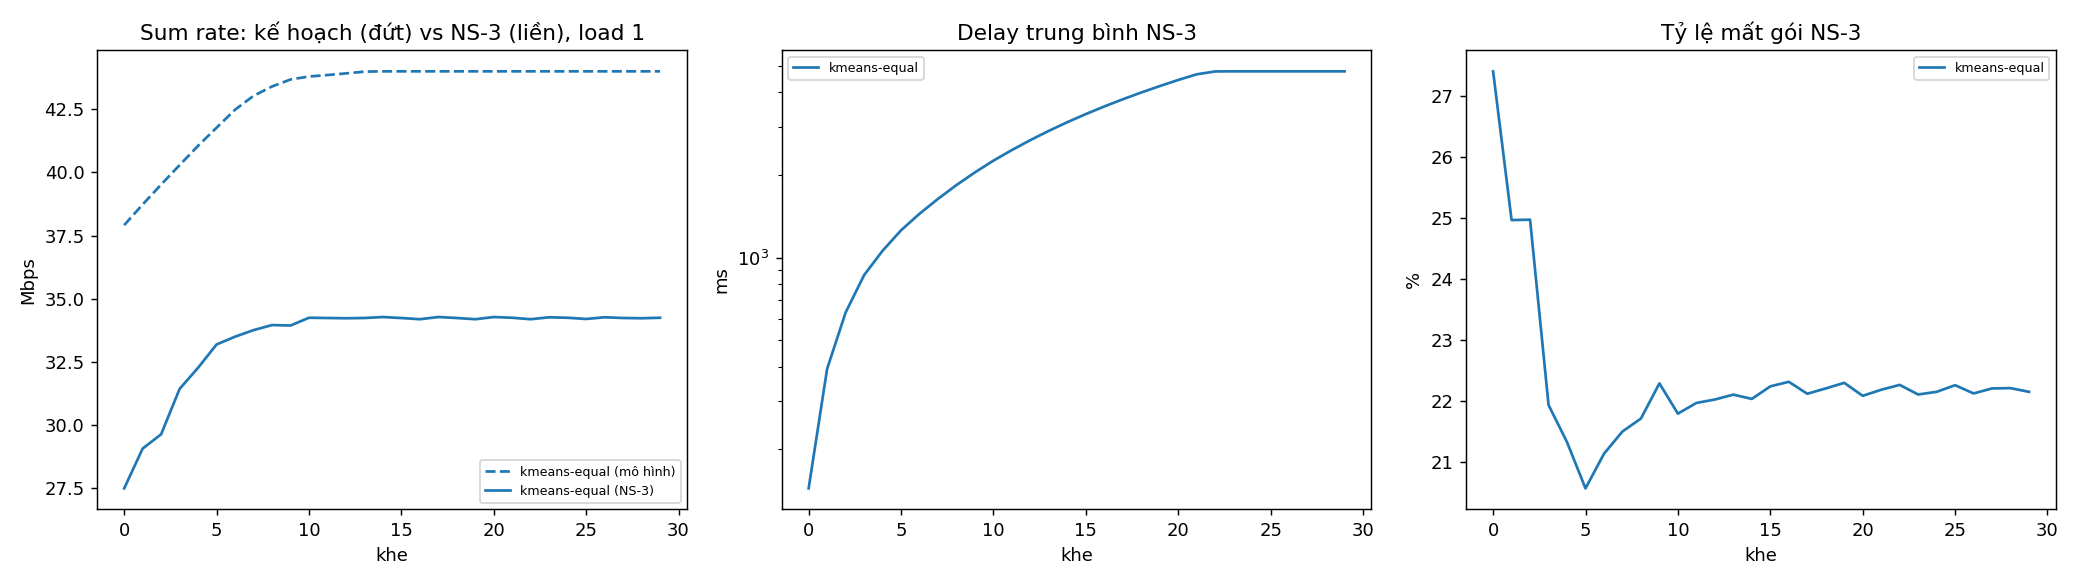 Sum rate: kế hoạch (đứt) vs NS-3 (liền), load 1
Mbps
42.5
40.0
37.5
35.0
32.5
30.0
27.5
kmeans-equal (mô hình)
kmeans-equal (NS-3)
0 5 10 15 20 25 30
khe
Delay trung bình NS-3
kmeans-equal
ms
10³
0 5 10 15 20 25 30
khe
Tỷ lệ mất gói NS-3
kmeans-equal
%
27
26
25
24
23
22
21
0 5 10 15 20 25 30
khe